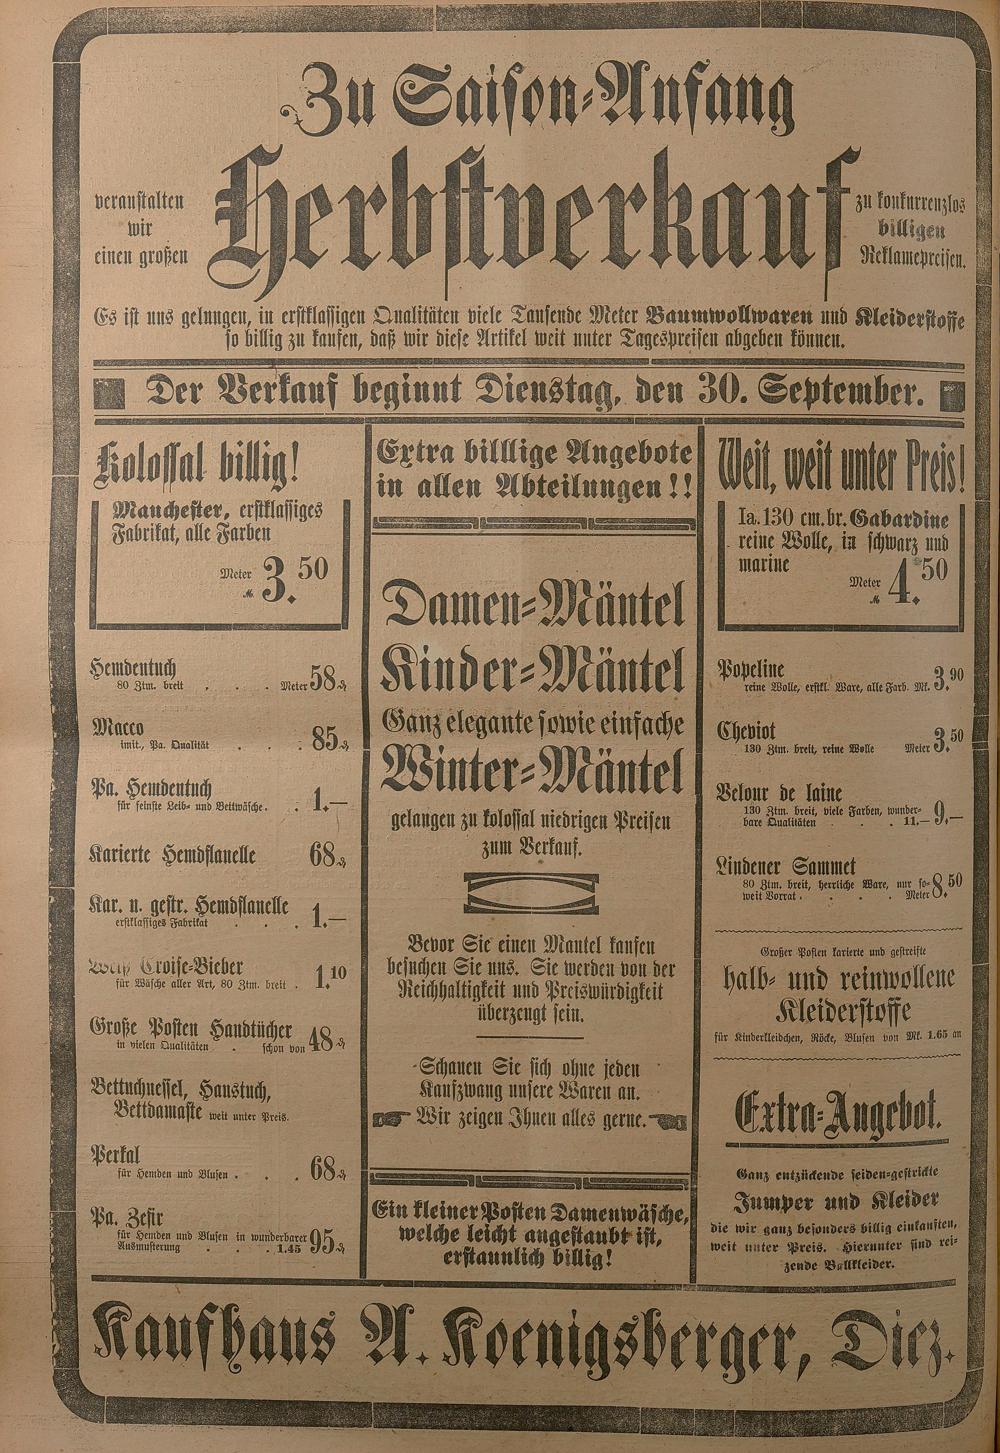 Zu Saison-Anfang
veranstalten
wir
einen großen
Herbstverkauf
zu konkurrenzlos
billigen
Reklamepreisen.
Es ist uns gelungen, in erstklassigen Qualitäten viele Tausende Meter Baumwollwaren und Kleiderstoffe
so billig zu kaufen, daß wir diese Artikel weit unter Tagespreisen abgeben können.
Der Verkauf beginnt Dienstag, den 30. September.
Kolossal billig!
Manchester, erstklassiges
Fabrikat, alle Farben
Meter
M. 3.50
Hemdentuch
80 Ztm. breit . . . Meter 58 ₰
Macco
imit., Pa. Qualität . . . 85 ₰
Pa. Hemdentuch
für feinste Leib- und Bettwäsche. . 1.—
Karierte Hemdflanelle 68 ₰
Kar. u. gestr. Hemdflanelle
erstklassiges Fabrikat . . . 1.—
Weiß Croise-Bieber
für Wäsche aller Art, 80 Ztm. breit . 1.10
Große Posten Handtücher
in vielen Qualitäten . schon von 48 ₰
Bettuchnessel, Haustuch,
Bettdamaste weit unter Preis.
Perkal
für Hemden und Blusen . . . 68 ₰
Pa. Zefir
für Hemden und Blusen in wunderbarer
Ausmusterung . . . 1.45 95 ₰
Extra billlige Angebote
in allen Abteilungen!!
Damen-Mäntel
Kinder-Mäntel
Ganz elegante sowie einfache
Winter-Mäntel
gelangen zu kolossal niedrigen Preisen
zum Verkauf.
Bevor Sie einen Mantel kaufen
besuchen Sie uns. Sie werden von der
Reichhaltigkeit und Preiswürdigkeit
überzeugt sein.
Schauen Sie sich ohne jeden
Kaufzwang unsere Waren an.
Wir zeigen Ihnen alles gerne.
Ein kleiner Posten Damenwäsche,
welche leicht angestaubt ist,
erstaunlich billig!
Weit, weit unter Preis!
Ia. 130 cm. br. Gabardine
reine Wolle, in schwarz und
marine
Meter
M. 4.50
Popeline
reine Wolle, erstkl. Ware, alle Farb. Mk. 3.90
Cheviot
130 Ztm. breit, reine Wolle Meter 3.50
Velour de laine
130 Ztm. breit, viele Farben, wunder-
bare Qualitäten . . . 11.— 9.—
Lindener Sammet
80 Ztm. breit, herrliche Ware, nur so-
weit Vorrat . . . . Meter 8.50
Großer Posten karierte und gestreifte
halb- und reinwollene
Kleiderstoffe
für Kinderkleidchen, Röcke, Blusen von Mk. 1.65 an
Extra-Angebot.
Ganz entzückende seiden-gestrickte
Jumper und Kleider
die wir ganz besonders billig einkauften,
weit unter Preis. Hierunter sind rei-
zende Ballkleider.
Kaufhaus A. Koenigsberger, Diez.